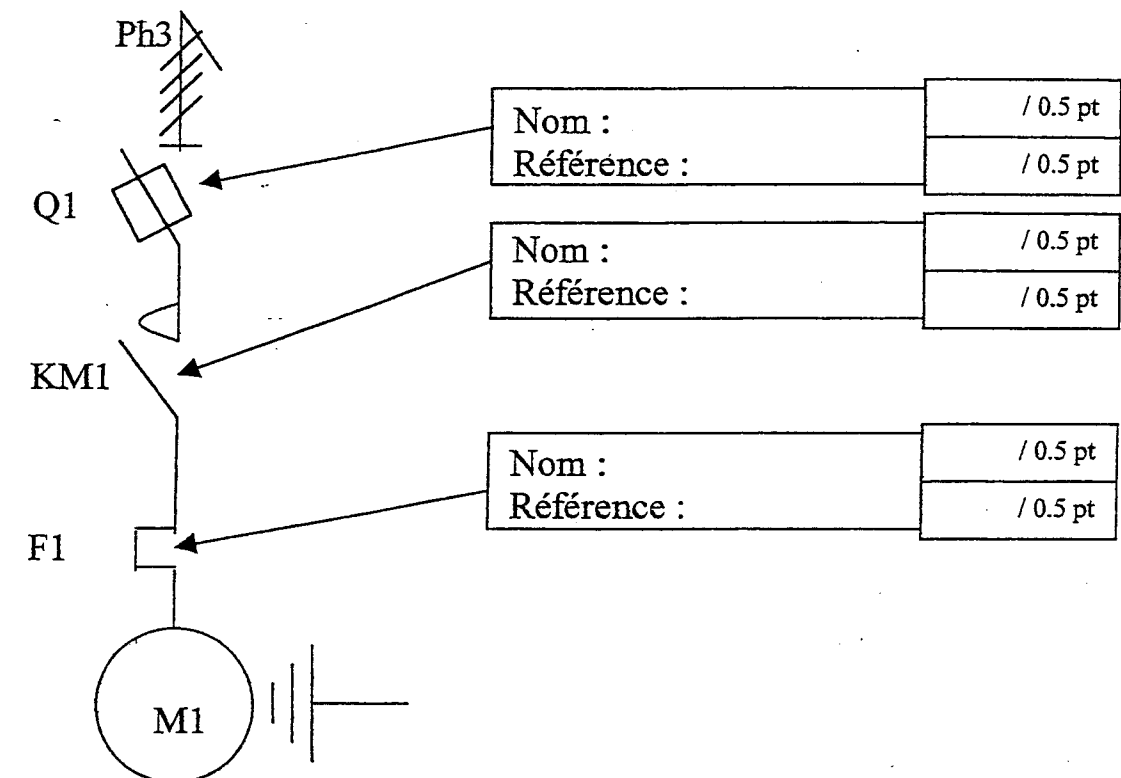 Ph3
Nom :
/ 0.5 pt
Référence :
/ 0.5 pt
Q1
Nom :
/ 0.5 pt
Référence :
/ 0.5 pt
KM1
Nom :
/ 0.5 pt
Référence :
/ 0.5 pt
F1
M1